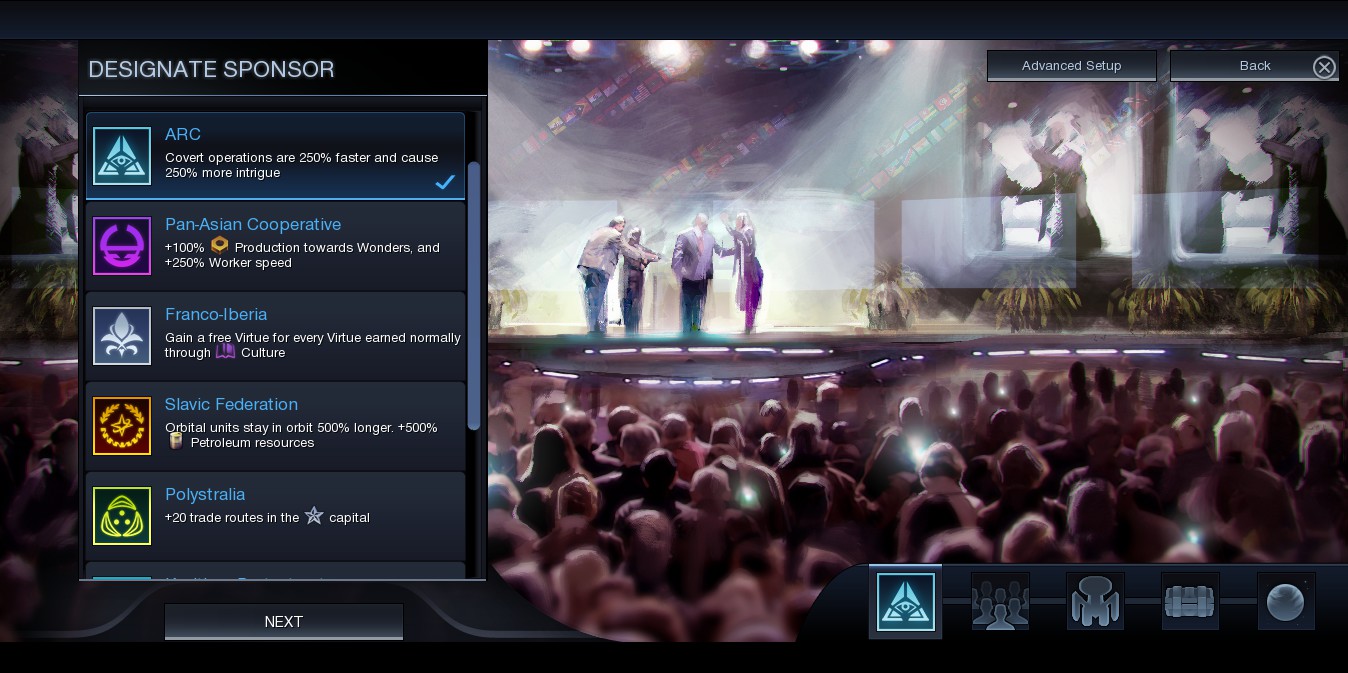 DESIGNATE SPONSOR
Advanced Setup
Back
ARC
Covert operations are 250% faster and cause
250% more intrigue
Pan-Asian Cooperative
+100% Production towards Wonders, and
+250% Worker speed
Franco-Iberia
Gain a free Virtue for every Virtue earned normally
through Culture
Slavic Federation
Orbital units stay in orbit 500% longer. +500%
Petroleum resources
Polystralia
+20 trade routes in the capital
NEXT